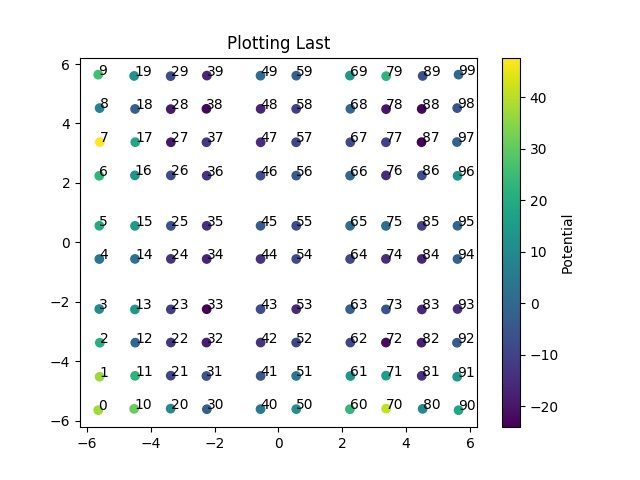 Plotting Last
6
9 19 29 39 49 59 69 79 89 99
8 18 28 38 48 58 68 78 88 98
4
7 17 27 37 47 57 67 77 87 97
6 16 26 36 46 56 66 76 86 96
2
5 15 25 35 45 55 65 75 85 95
0
4 14 24 34 44 54 64 74 84 94
−2
3 13 23 33 43 53 63 73 83 93
2 12 22 32 42 52 62 72 82 92
−4
1 11 21 31 41 51 61 71 81 91
0 10 20 30 40 50 60 70 80 90
−6
−6 −4 −2 0 2 4 6
40
30
20
10
0
−10
−20
Potential